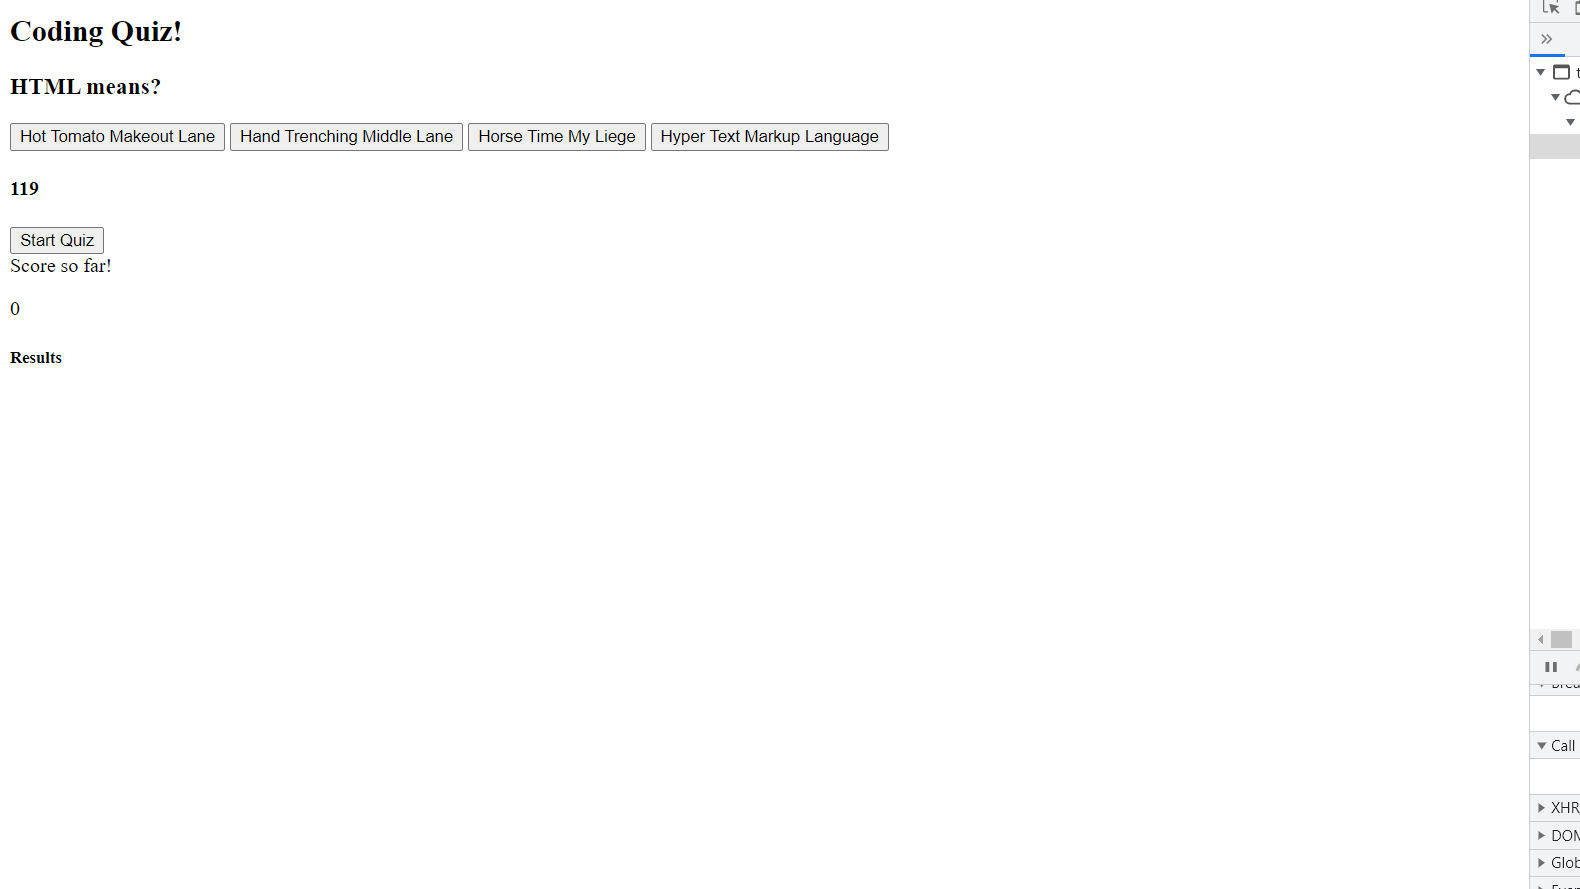 Coding Quiz!
HTML means?
Hot Tomato Makeout Lane Hand Trenching Middle Lane Horse Time My Liege Hyper Text Markup Language
119
Start Quiz
Score so far!
0
Results
Call
XHR
DOM
Glob